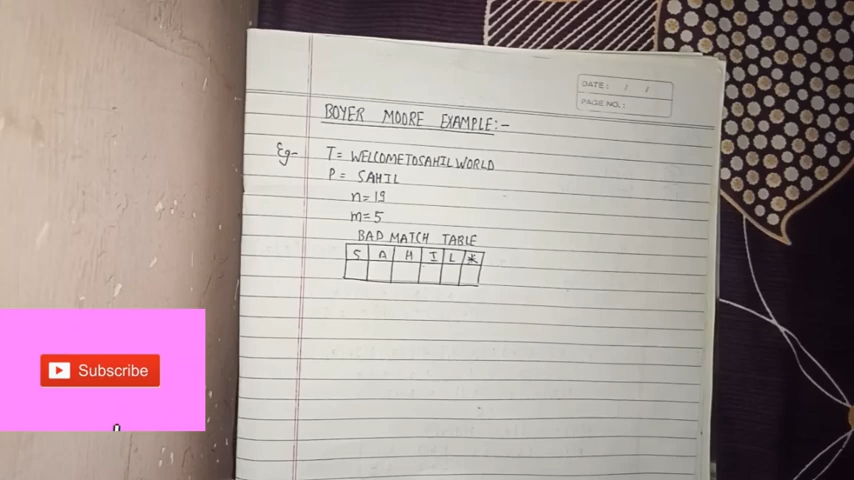 DATE: / /
PAGE NO.:
BOYER MOORE EXAMPLE:-
Eg- T= WELCOMETOSAHILWORLD
P = SAHIL
n=19
m=5
BAD MATCH TABLE
S A H I L *
Subscribe